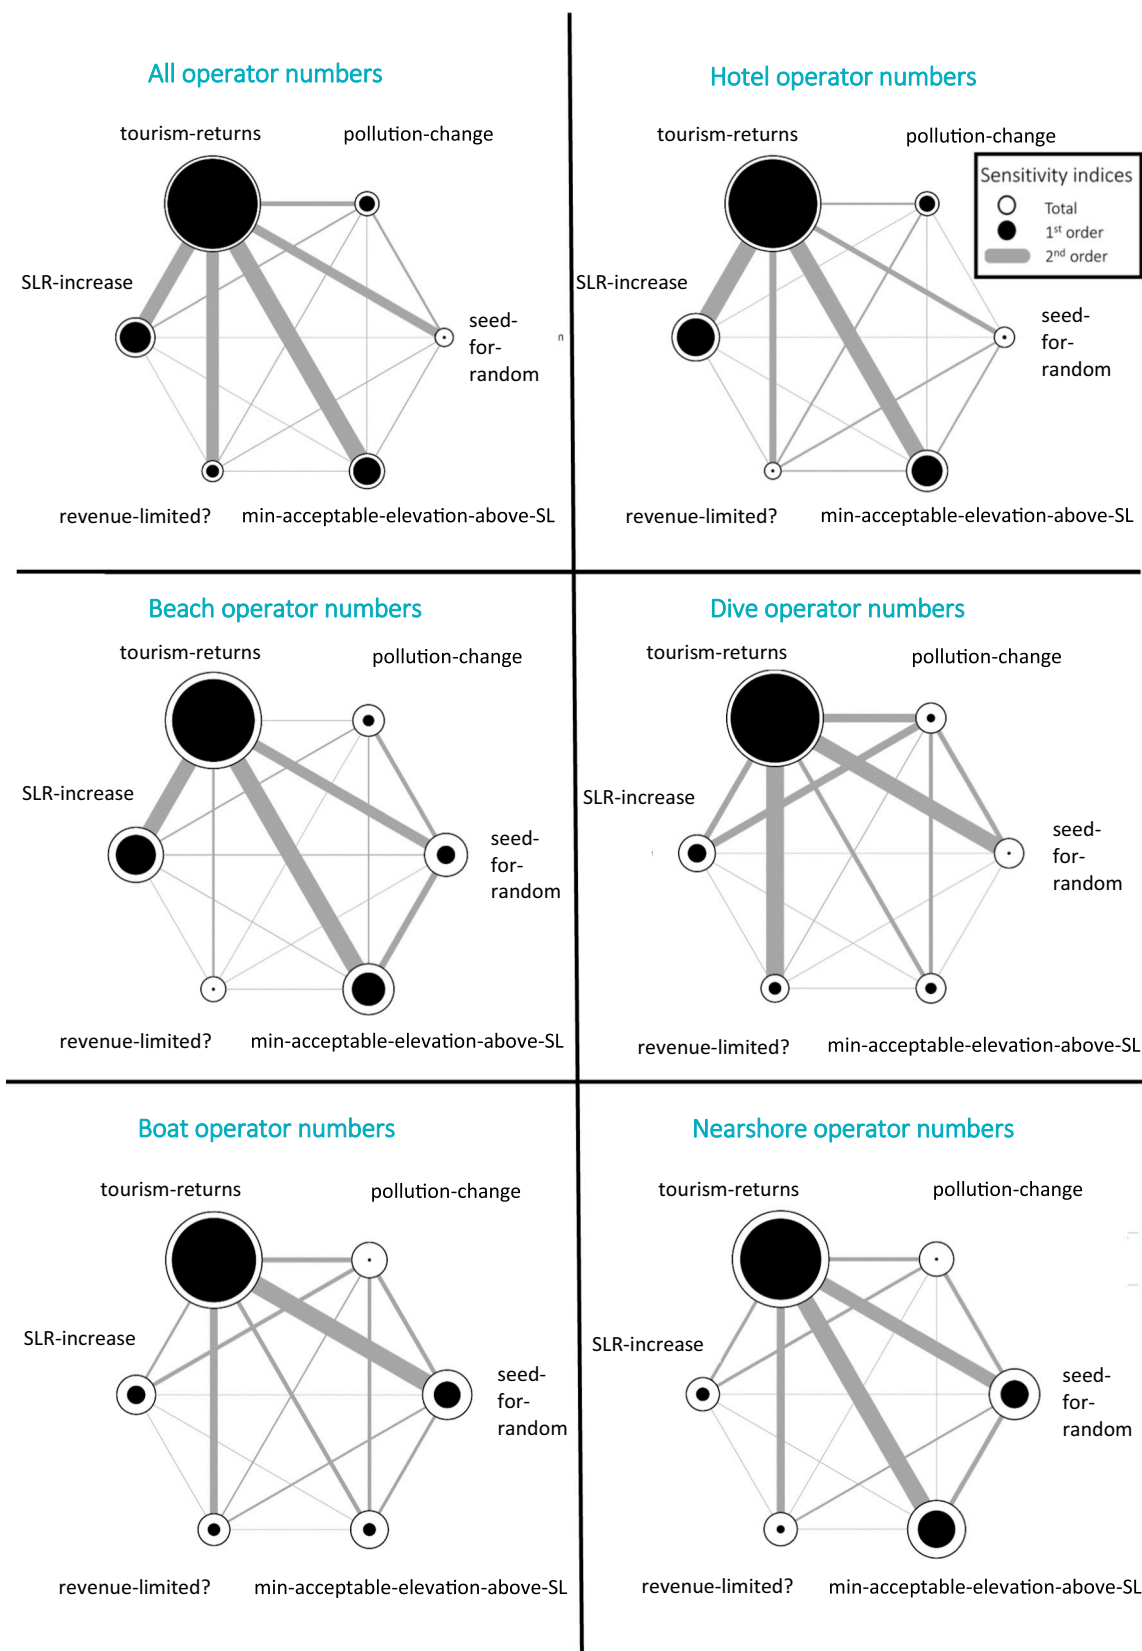 All operator numbers
tourism-returns
pollution-change
SLR-increase
seed-
for-
random
revenue-limited?
min-acceptable-elevation-above-SL
Hotel operator numbers
tourism-returns
pollution-change
Sensitivity indices
Total
1st order
2nd order
SLR-increase
n
seed-
for-
random
revenue-limited?
min-acceptable-elevation-above-SL
Beach operator numbers
tourism-returns
pollution-change
SLR-increase
seed-
for-
random
revenue-limited?
min-acceptable-elevation-above-SL
Dive operator numbers
tourism-returns
pollution-change
SLR-increase
seed-
for-
random
revenue-limited?
min-acceptable-elevation-above-SL
Boat operator numbers
tourism-returns
pollution-change
SLR-increase
seed-
for-
random
revenue-limited?
min-acceptable-elevation-above-SL
Nearshore operator numbers
tourism-returns
pollution-change
SLR-increase
seed-
for-
random
revenue-limited?
min-acceptable-elevation-above-SL